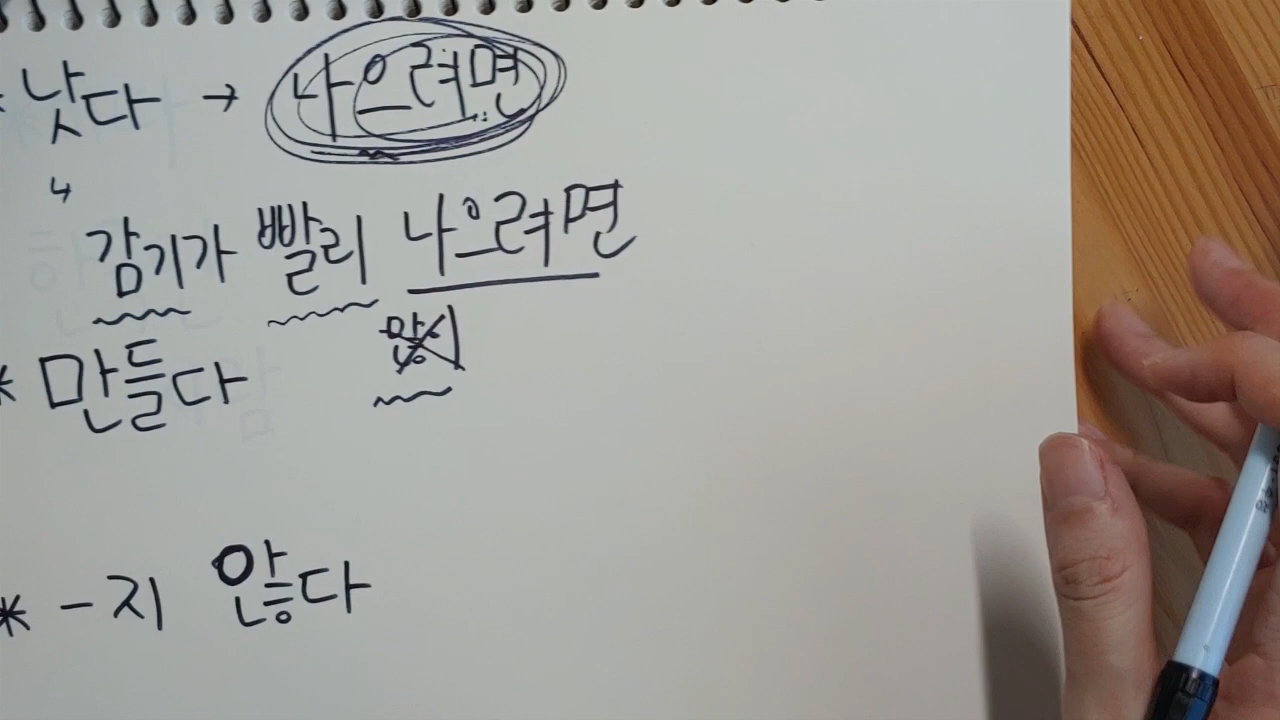 * 낫다 → 나으려면
↳
감기가 빨리 나으려면
* 만들다
* -지 않다